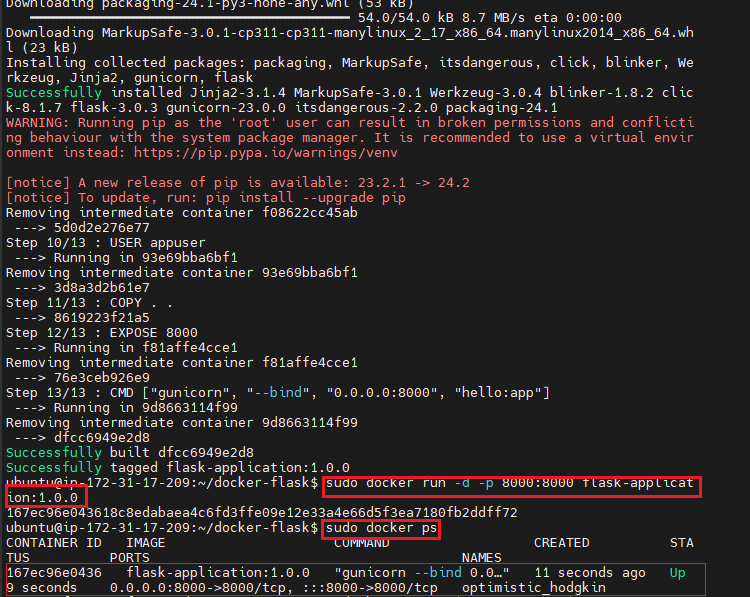 Downloading packaging-24.1-py3-none-any.whl (53 kB)
54.0/54.0 kB 8.7 MB/s eta 0:00:00
Downloading MarkupSafe-3.0.1-cp311-cp311-manylinux_2_17_x86_64.manylinux2014_x86_64.wh
l (23 kB)
Installing collected packages: packaging, MarkupSafe, itsdangerous, click, blinker, We
rkzeug, Jinja2, gunicorn, flask
Successfully installed Jinja2-3.1.4 MarkupSafe-3.0.1 Werkzeug-3.0.4 blinker-1.8.2 clic
k-8.1.7 flask-3.0.3 gunicorn-23.0.0 itsdangerous-2.2.0 packaging-24.1
WARNING: Running pip as the 'root' user can result in broken permissions and conflicti
ng behaviour with the system package manager. It is recommended to use a virtual envir
onment instead: https://pip.pypa.io/warnings/venv
[notice] A new release of pip is available: 23.2.1 -> 24.2
[notice] To update, run: pip install --upgrade pip
Removing intermediate container f08622cc45ab
---> 5d0d2e276e77
Step 10/13 : USER appuser
---> Running in 93e69bba6bf1
Removing intermediate container 93e69bba6bf1
---> 3d8a3d2b61e7
Step 11/13 : COPY . .
---> 8619223f21a5
Step 12/13 : EXPOSE 8000
---> Running in f81affe4cce1
Removing intermediate container f81affe4cce1
---> 76e3ceb926e9
Step 13/13 : CMD ["gunicorn", "--bind", "0.0.0.0:8000", "hello:app"]
---> Running in 9d8663114f99
Removing intermediate container 9d8663114f99
---> dfcc6949e2d8
Successfully built dfcc6949e2d8
Successfully tagged flask-application:1.0.0
ubuntu@ip-172-31-17-209:~/docker-flask$ sudo docker run -d -p 8000:8000 flask-applicat
ion:1.0.0
167ec96e043618c8edabaea4c6fd3ffe09e12e33a4e66d5f3ea7180fb2ddff72
ubuntu@ip-172-31-17-209:~/docker-flask$ sudo docker ps
CONTAINER ID IMAGE COMMAND CREATED STA
TUS PORTS NAMES
167ec96e0436 flask-application:1.0.0 "gunicorn --bind 0.0…" 11 seconds ago Up
9 seconds 0.0.0.0:8000->8000/tcp, :::8000->8000/tcp optimistic_hodgkin